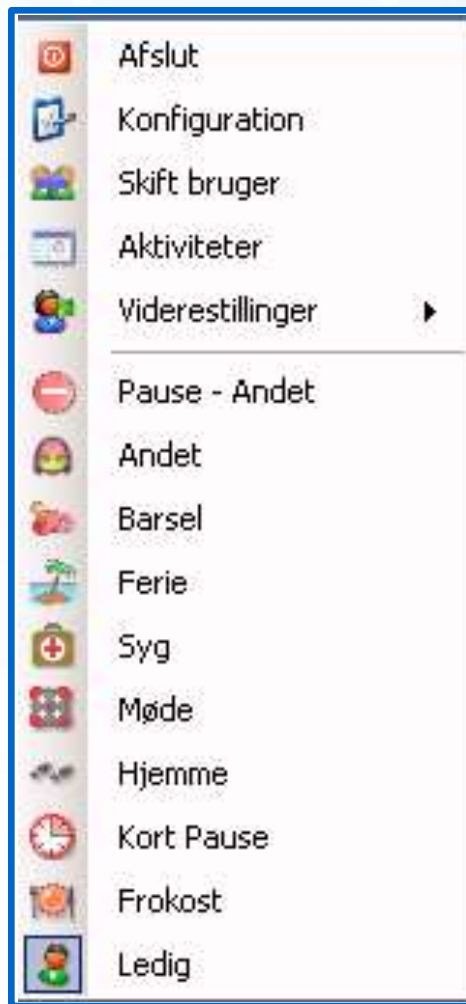 Afslut
Konfiguration
Skift bruger
Aktiviteter
Viderestillinger
Pause - Andet
Andet
Barsel
Ferie
Syg
Møde
Hjemme
Kort Pause
Frokost
Ledig